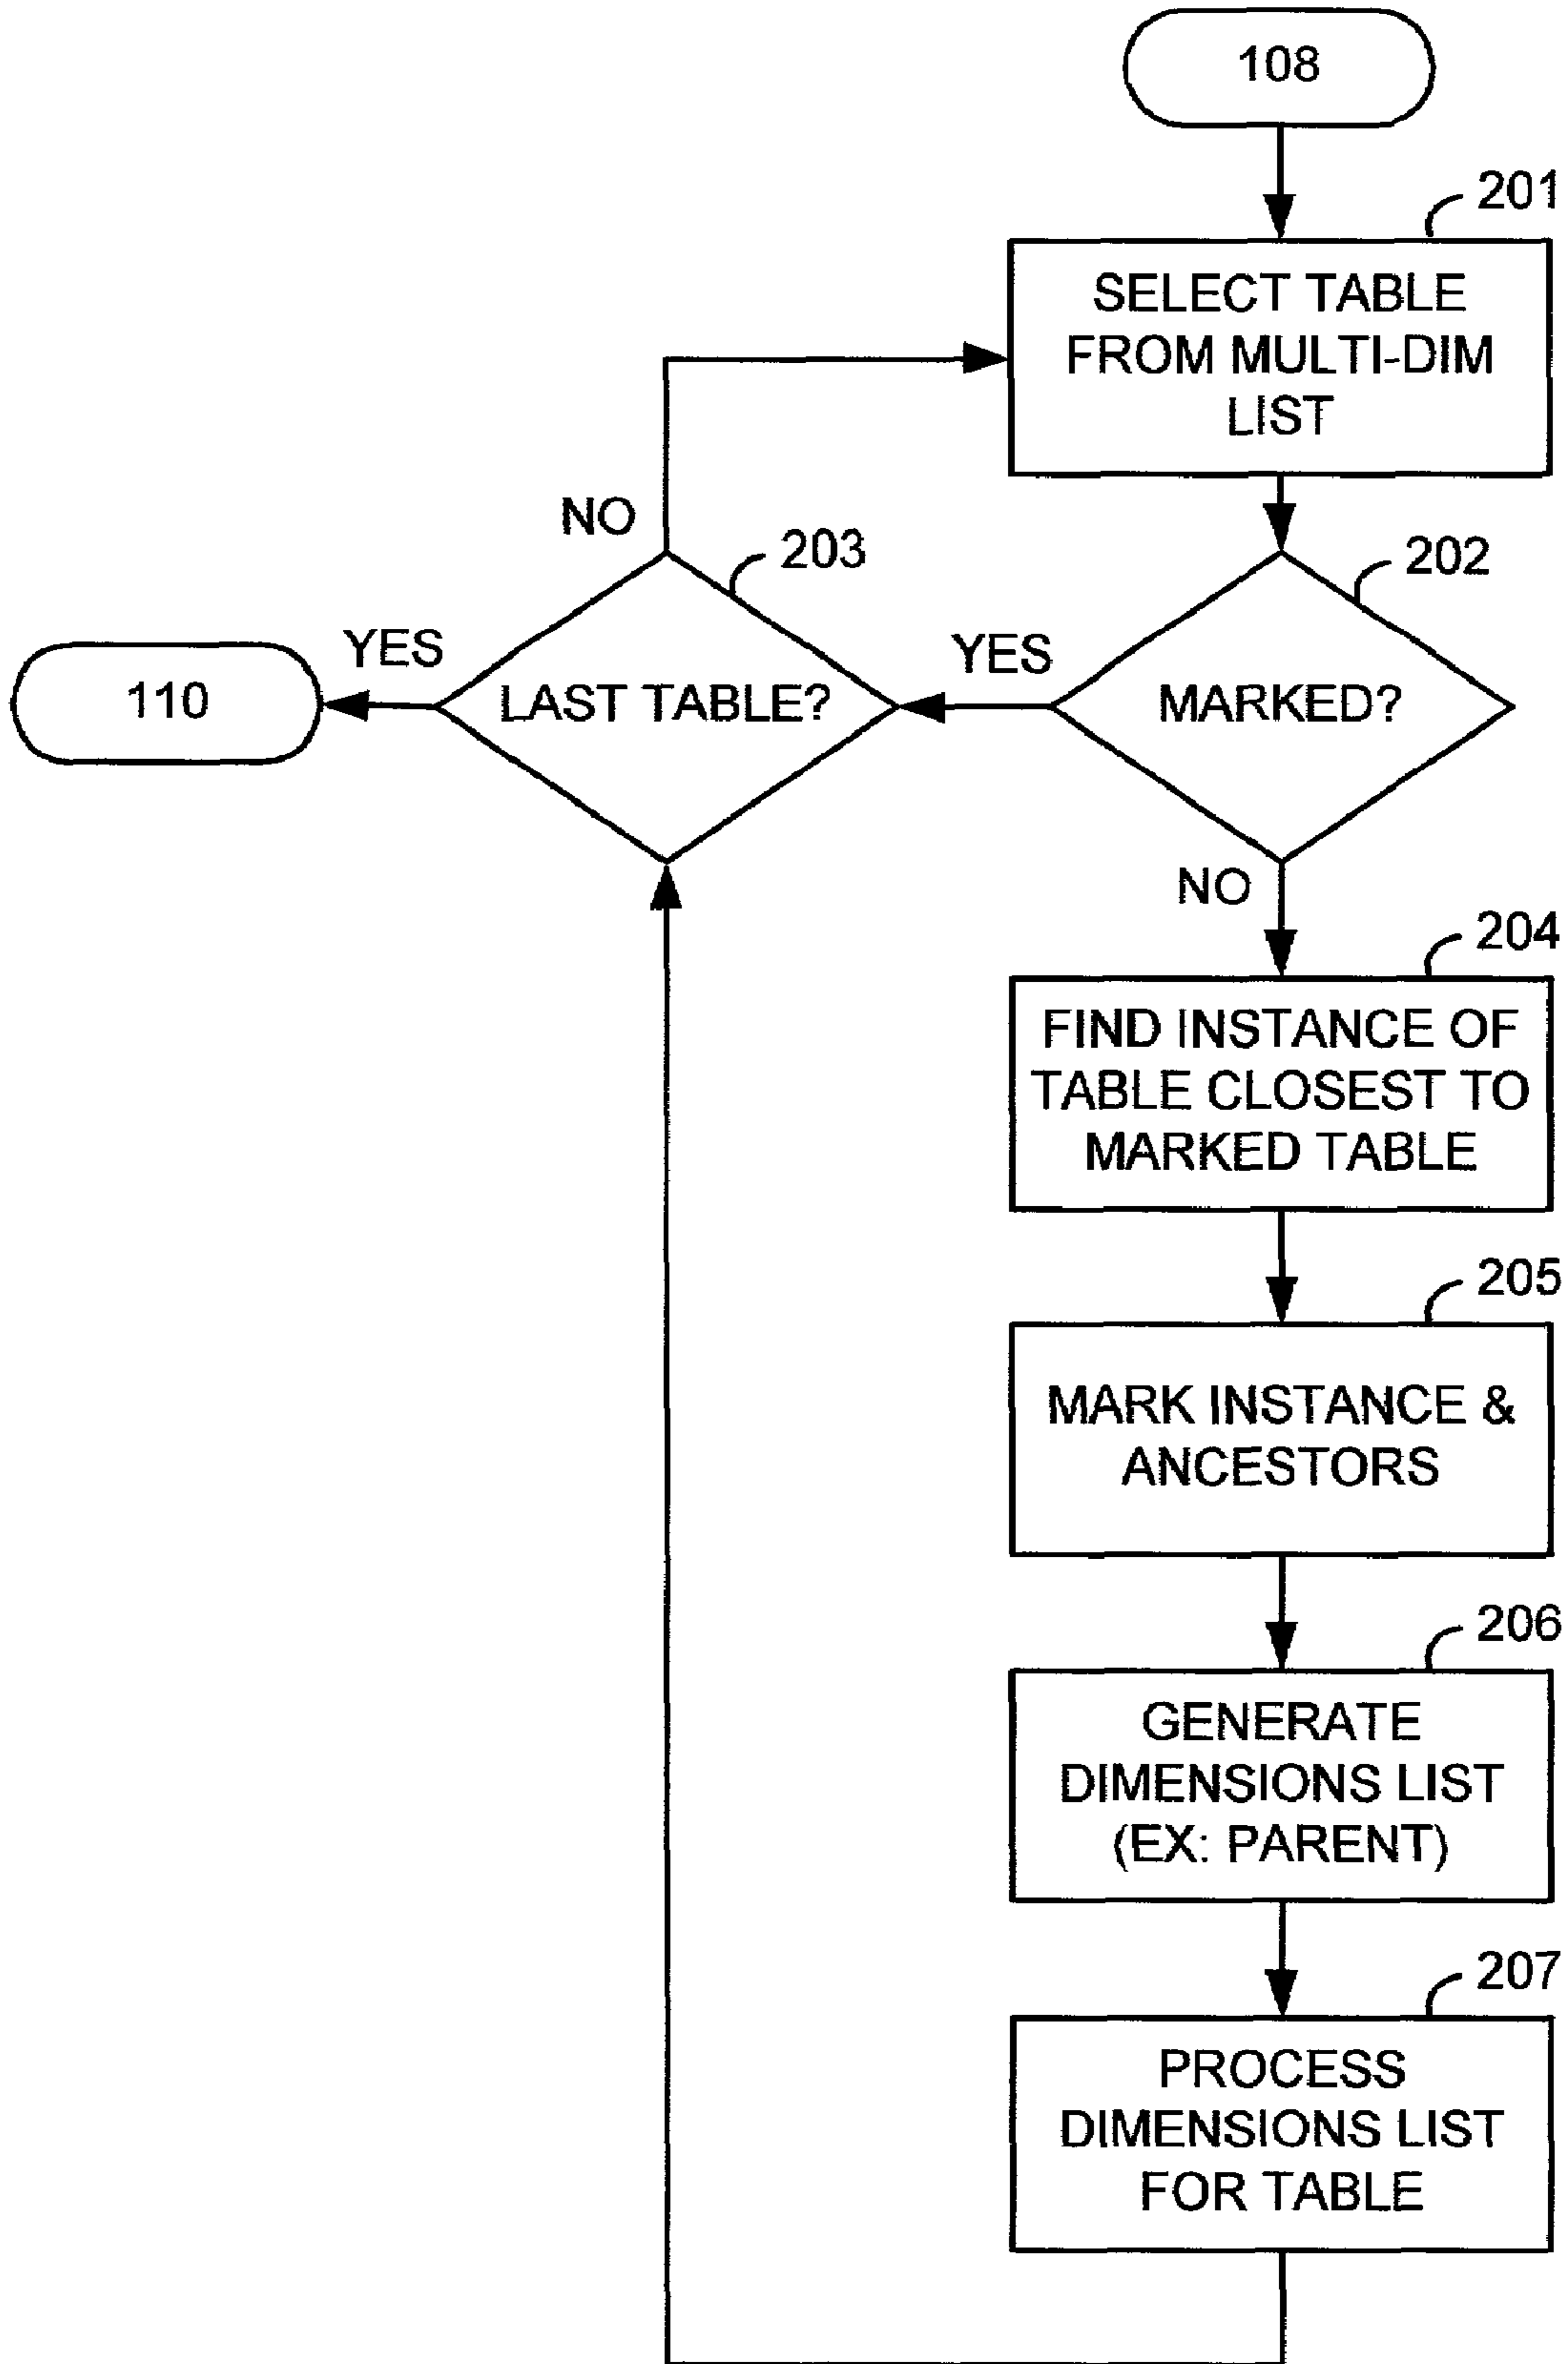 108
201
SELECT TABLE
FROM MULTI-DIM
LIST
NO
203
202
YES
YES
110
LAST TABLE?
MARKED?
NO
204
FIND INSTANCE OF
TABLE CLOSEST TO
MARKED TABLE
205
MARK INSTANCE &
ANCESTORS
206
GENERATE
DIMENSIONS LIST
(EX: PARENT)
207
PROCESS
DIMENSIONS LIST
FOR TABLE